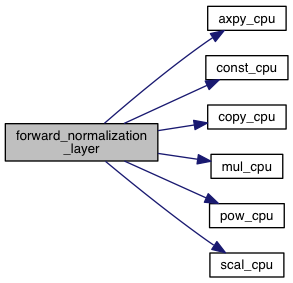 forward_normalization
_layer
axpy_cpu
const_cpu
copy_cpu
mul_cpu
pow_cpu
scal_cpu